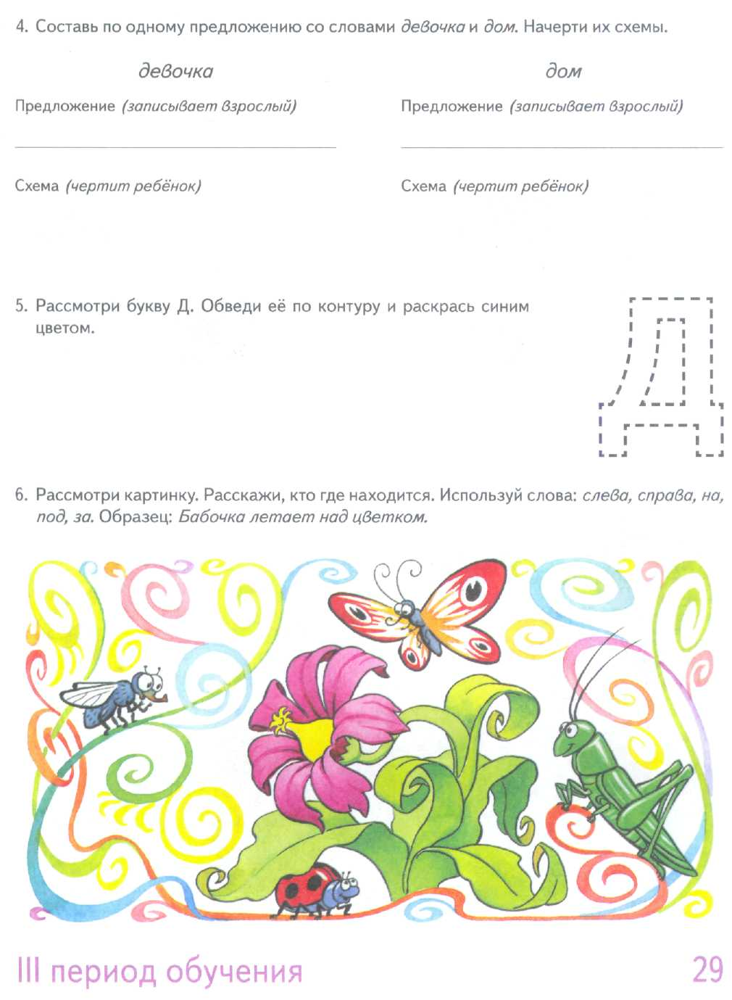 4. Составь по одному предложению со словами девочка и дом. Начерти их схемы.
девочка
дом
Предложение (записывает взрослый)
Предложение (записывает взрослый)
Схема (чертит ребёнок)
Схема (чертит ребёнок)
5. Рассмотри букву Д. Обведи её по контуру и раскрась синим
цветом.
Д
6. Рассмотри картинку. Расскажи, кто где находится. Используй слова: слева, справа, на,
под, за. Образец: Бабочка летает над цветком.
III период обучения
29